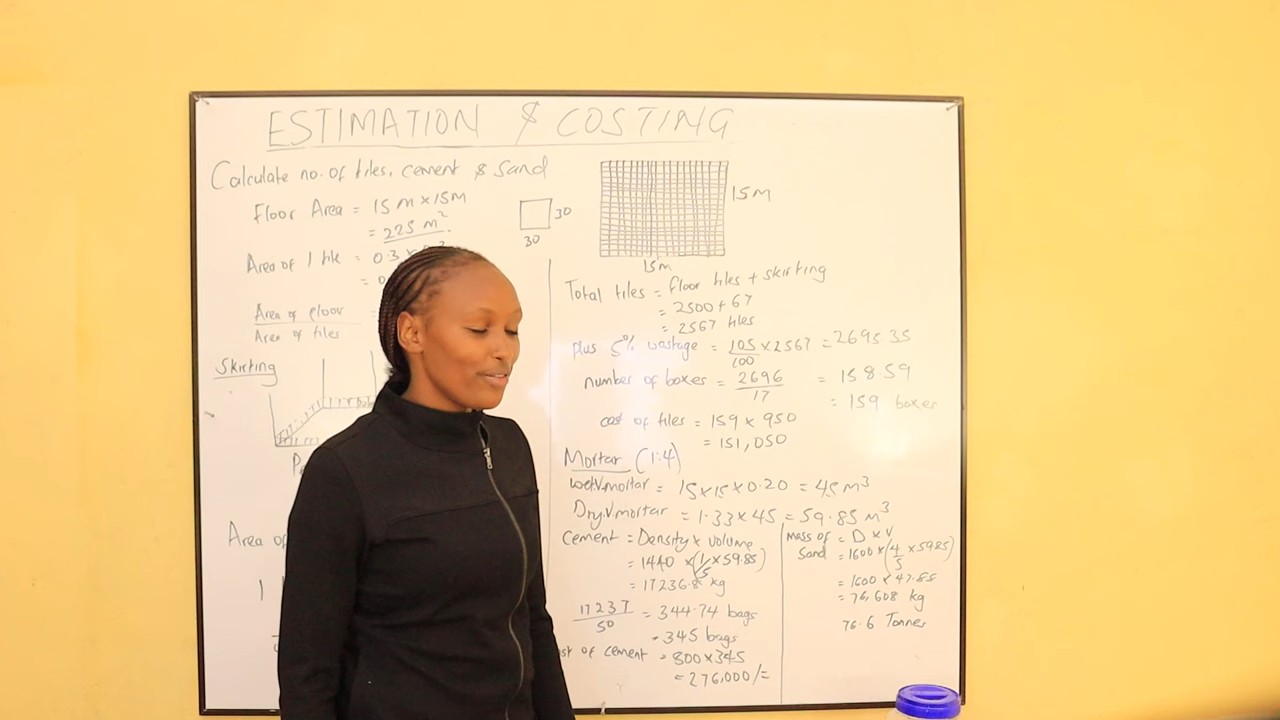 ESTIMATION & COSTING
Calculate no. of tiles, cement & Sand
Floor Area = 15 m × 15M
= 225 m²
Area of 1 tile = 0.3 ×
Area of floor
Area of tiles
Skirting
Area of
30
30
15M
15m
Total tiles = floor tiles + skirting
= 2500 + 67
= 2567 tiles
plus 5% wastage = 105/100 × 2567 = 2695.35
number of boxes = 2696/17 = 158.59
= 159 boxes
cost of tiles = 159 × 950
= 151,050
Mortar (1:4)
wet.V.mortar = 15×15×0.20 = 45 m³
Dry.V.mortar = 1.33×45 = 59.85 m³
Cement = Density × volume
= 1440 × (1/5 × 59.85)
= 17236.8 kg
17237/50 = 344.74 bags
= 345 bags
st of cement = 800×345
= 276,000/=
mass of Sand = D × V
= 1600 × (4/5 × 59.85)
= 1600 × 47.88
= 76,608 kg
76.6 Tonnes